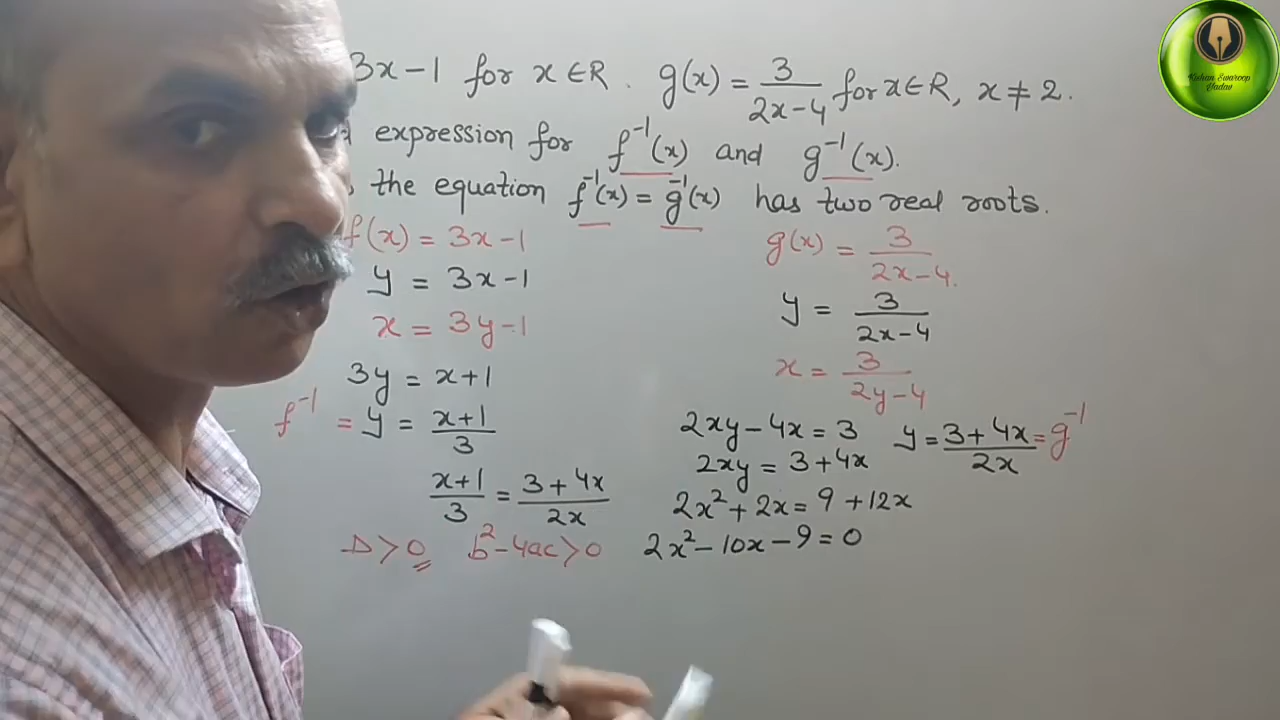 3x-1 for x∈R. g(x) = 3/(2x-4) for x∈R, x≠2.
expression for f⁻¹(x) and g⁻¹(x).
the equation f⁻¹(x) = g⁻¹(x) has two real roots.
f(x) = 3x-1
y = 3x-1
x = 3y-1
3y = x+1
f⁻¹ = y = (x+1)/3
(x+1)/3 = (3+4x)/2x
D>0 b²-4ac>0
g(x) = 3/(2x-4).
y = 3/(2x-4)
x = 3/(2y-4)
2xy-4x = 3 y = (3+4x)/2x = g⁻¹
2xy = 3+4x
2x²+2x = 9+12x
2x²-10x-9 = 0
Kishan Swaroop
Yadav